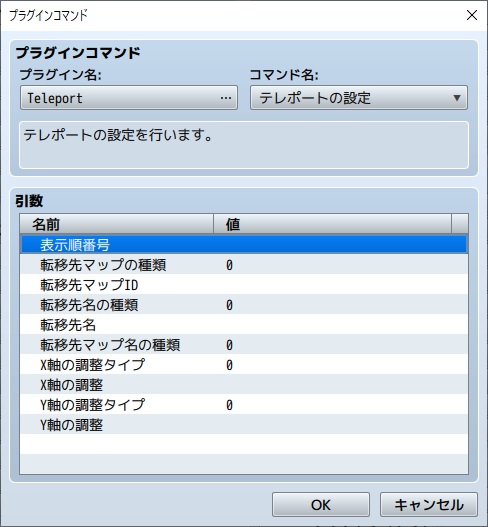 プラグインコマンド
プラグインコマンド
プラグイン名: コマンド名:
Teleport … テレポートの設定
テレポートの設定を行います。
引数
名前 値
表示順番号
転移先マップの種類 0
転移先マップID
転移先名の種類 0
転移先名
転移先マップ名の種類 0
X軸の調整タイプ 0
X軸の調整
Y軸の調整タイプ 0
Y軸の調整
OK キャンセル